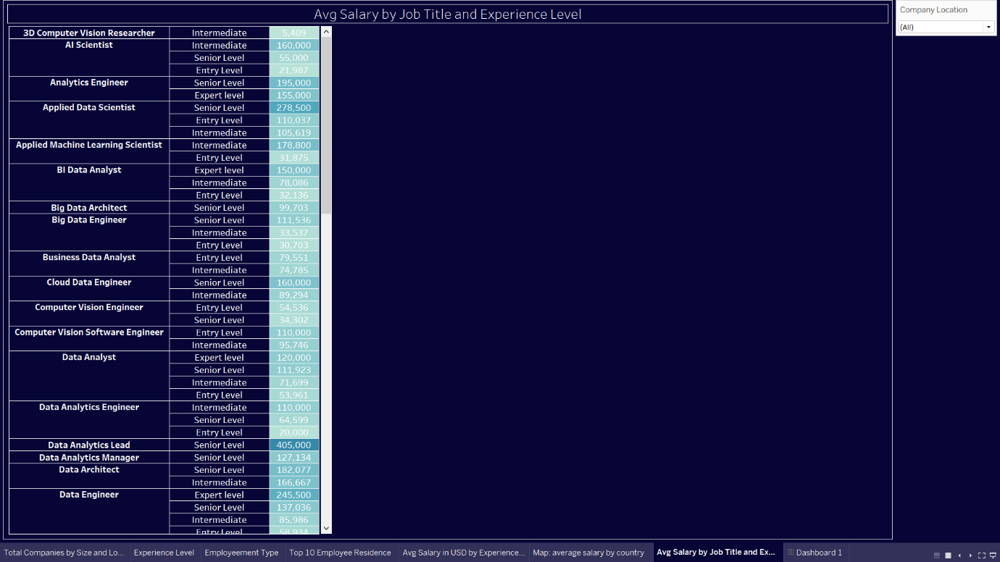 Avg Salary by Job Title and Experience Level
Company Location
(All)
3D Computer Vision Researcher Intermediate 5,409
AI Scientist Intermediate 160,000
Senior Level 55,000
Entry Level 21,987
Analytics Engineer Senior Level 195,000
Expert level 155,000
Applied Data Scientist Senior Level 278,500
Entry Level 110,037
Intermediate 105,619
Applied Machine Learning Scientist Intermediate 178,800
Entry Level 31,875
BI Data Analyst Expert level 150,000
Intermediate 78,086
Entry Level 32,136
Big Data Architect Senior Level 99,703
Big Data Engineer Senior Level 111,536
Intermediate 33,537
Entry Level 30,703
Business Data Analyst Entry Level 79,551
Intermediate 74,785
Cloud Data Engineer Senior Level 160,000
Intermediate 89,294
Computer Vision Engineer Entry Level 54,536
Senior Level 34,302
Computer Vision Software Engineer Entry Level 110,000
Intermediate 95,746
Data Analyst Expert level 120,000
Senior Level 111,923
Intermediate 71,699
Entry Level 53,961
Data Analytics Engineer Intermediate 110,000
Senior Level 64,599
Entry Level 20,000
Data Analytics Lead Senior Level 405,000
Data Analytics Manager Senior Level 127,134
Data Architect Senior Level 182,077
Intermediate 166,667
Data Engineer Expert level 245,500
Senior Level 137,036
Intermediate 85,986
Entry Level 58,934
Total Companies by Size and Lo... Experience Level Employeement Type Top 10 Employee Residence Avg Salary in USD by Experience... Map: average salary by country Avg Salary by Job Title and Ex... Dashboard 1